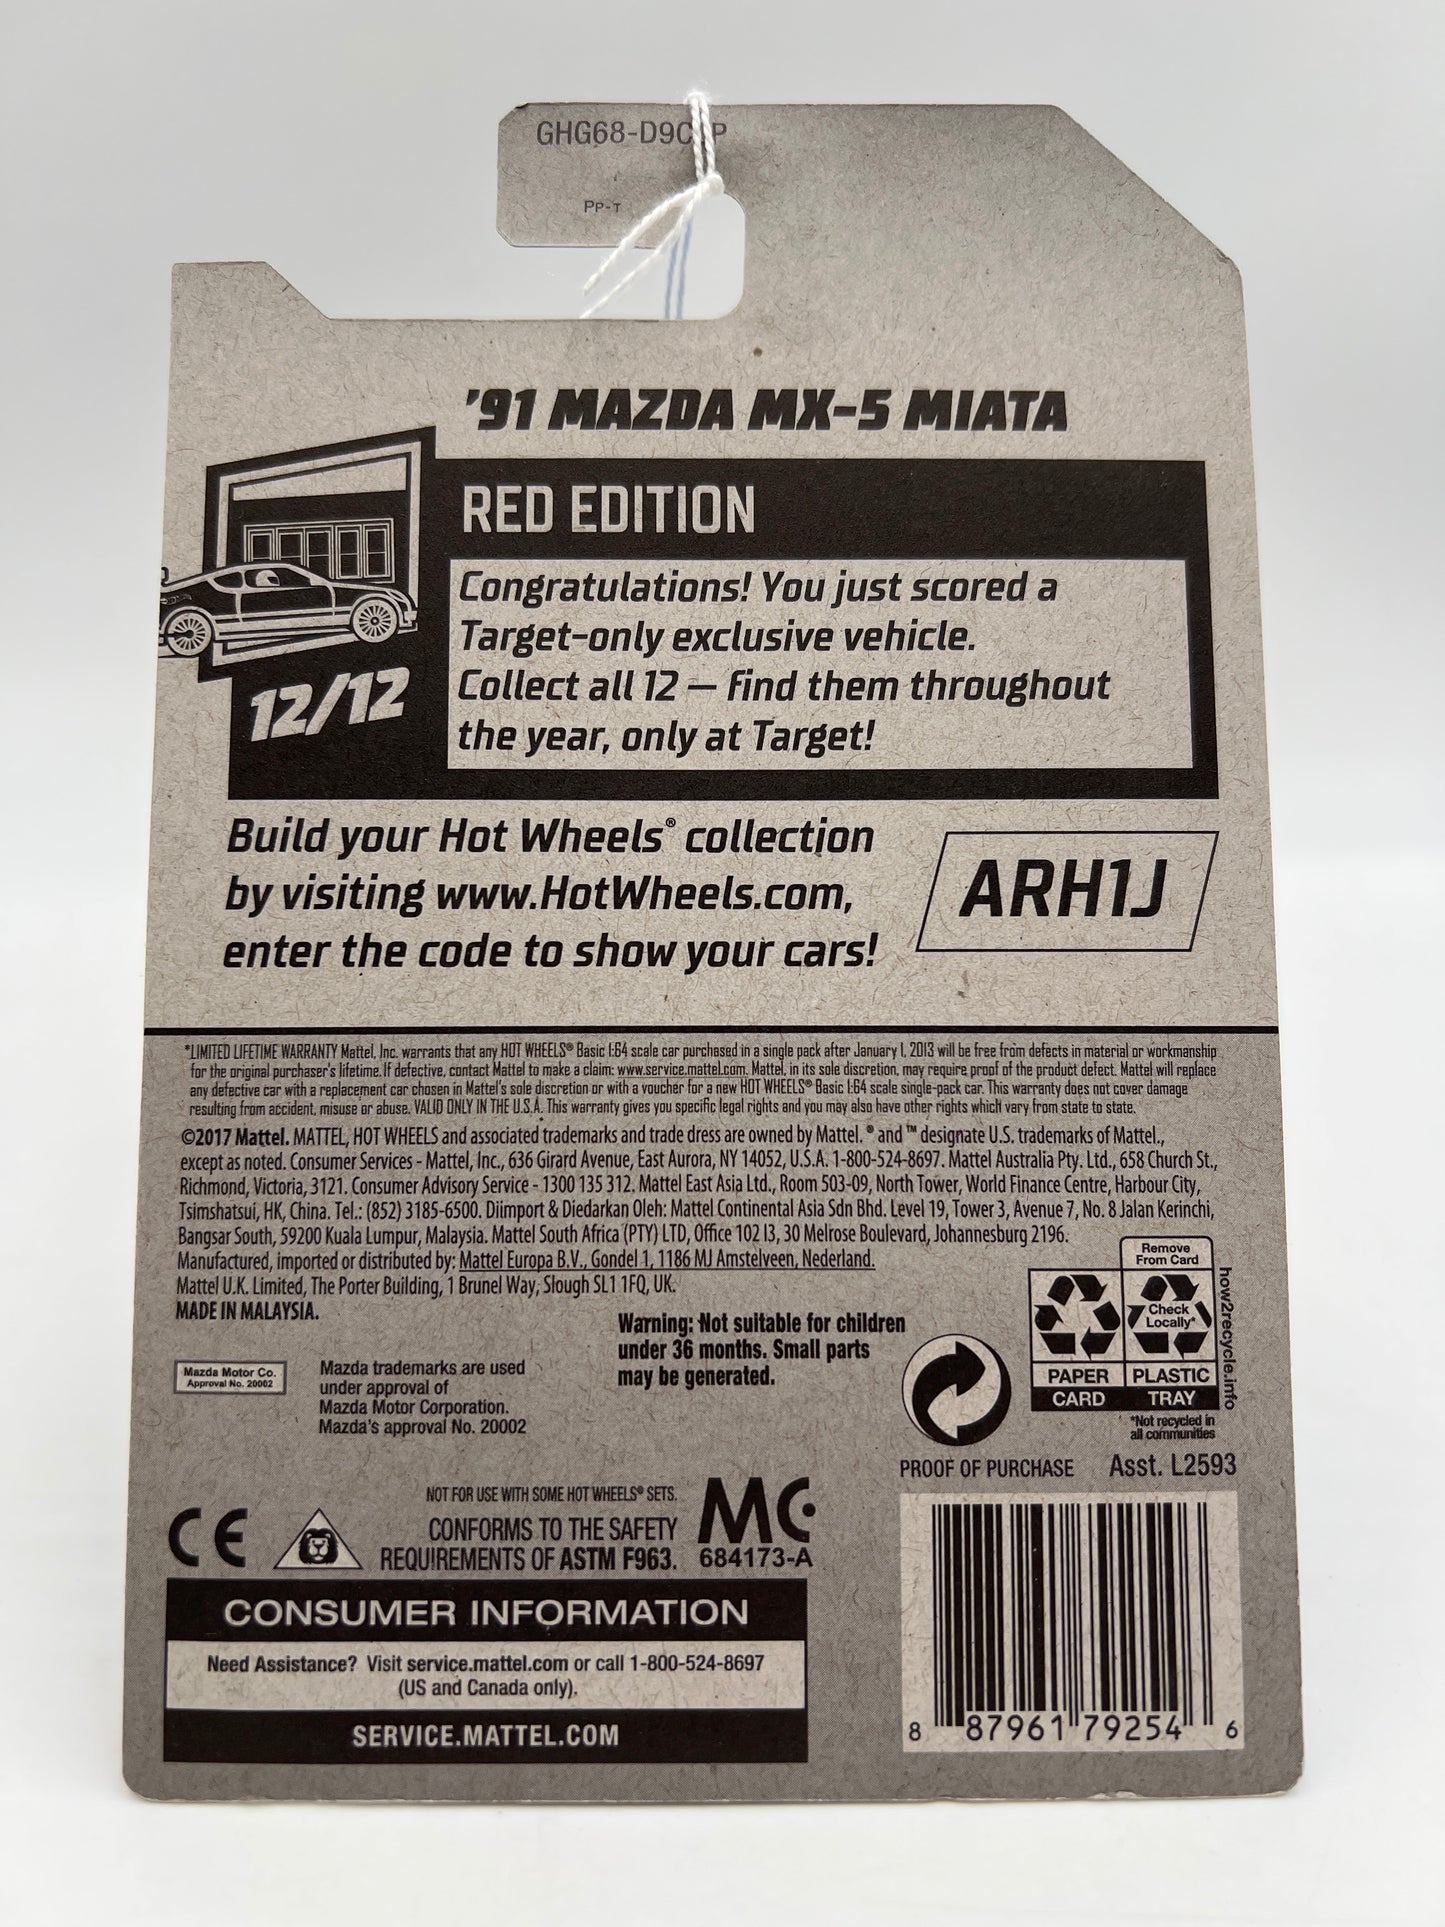 GHG68-D9C
P
PP-T
'91 MAZDA MX-5 MIATA
RED EDITION
Congratulations! You just scored a
Target-only exclusive vehicle.
Collect all 12 — find them throughout
the year, only at Target!
12/12
Build your Hot Wheels® collection
by visiting www.HotWheels.com,
enter the code to show your cars!
ARH1J
*LIMITED LIFETIME WARRANTY Mattel, Inc. warrants that any HOT WHEELS® Basic 1:64 scale car purchased in a single pack after January 1, 2013 will be free from defects in material or workmanship
for the original purchaser's lifetime. If defective, contact Mattel to make a claim: www.service.mattel.com. Mattel, in its sole discretion, may require proof of the product defect. Mattel will replace
any defective car with a replacement car chosen in Mattel's sole discretion or with a voucher for a new HOT WHEELS® Basic 1:64 scale single-pack car. This warranty does not cover damage
resulting from accident, misuse or abuse. VALID ONLY IN THE U.S.A. This warranty gives you specific legal rights and you may also have other rights which vary from state to state.
©2017 Mattel. MATTEL, HOT WHEELS and associated trademarks and trade dress are owned by Mattel. ® and ™ designate U.S. trademarks of Mattel.,
except as noted. Consumer Services - Mattel, Inc., 636 Girard Avenue, East Aurora, NY 14052, U.S.A. 1-800-524-8697. Mattel Australia Pty. Ltd., 658 Church St.,
Richmond, Victoria, 3121. Consumer Advisory Service - 1300 135 312. Mattel East Asia Ltd., Room 503-09, North Tower, World Finance Centre, Harbour City,
Tsimshatsui, HK, China. Tel.: (852) 3185-6500. Diimport & Diedarkan Oleh: Mattel Continental Asia Sdn Bhd. Level 19, Tower 3, Avenue 7, No. 8 Jalan Kerinchi,
Bangsar South, 59200 Kuala Lumpur, Malaysia. Mattel South Africa (PTY) LTD, Office 102 I3, 30 Melrose Boulevard, Johannesburg 2196.
Manufactured, imported or distributed by: Mattel Europa B.V., Gondel 1, 1186 MJ Amstelveen, Nederland.
Mattel U.K. Limited, The Porter Building, 1 Brunel Way, Slough SL1 1FQ, UK.
MADE IN MALAYSIA.
Warning: Not suitable for children
under 36 months. Small parts
may be generated.
Mazda Motor Co.
Approval No. 20002
Mazda trademarks are used
under approval of
Mazda Motor Corporation.
Mazda's approval No. 20002
Remove
From Card
Check
Locally*
PAPER
PLASTIC
CARD
TRAY
how2recycle.info
*Not recycled in
all communities
PROOF OF PURCHASE
Asst. L2593
NOT FOR USE WITH SOME HOT WHEELS® SETS.
CONFORMS TO THE SAFETY
REQUIREMENTS OF ASTM F963.
CE
MC
684173-A
CONSUMER INFORMATION
Need Assistance? Visit service.mattel.com or call 1-800-524-8697
(US and Canada only).
SERVICE.MATTEL.COM
8 87961 79254 6